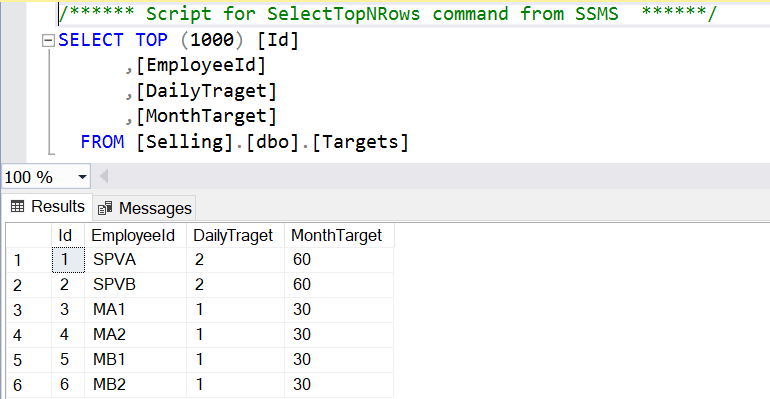 /****** Script for SelectTopNRows command from SSMS  ******/
SELECT TOP (1000) [Id]
      ,[EmployeeId]
      ,[DailyTraget]
      ,[MonthTarget]
  FROM [Selling].[dbo].[Targets]
100 %
Results Messages
Id EmployeeId DailyTraget MonthTarget
1 1 SPVA 2 60
2 2 SPVB 2 60
3 3 MA1 1 30
4 4 MA2 1 30
5 5 MB1 1 30
6 6 MB2 1 30